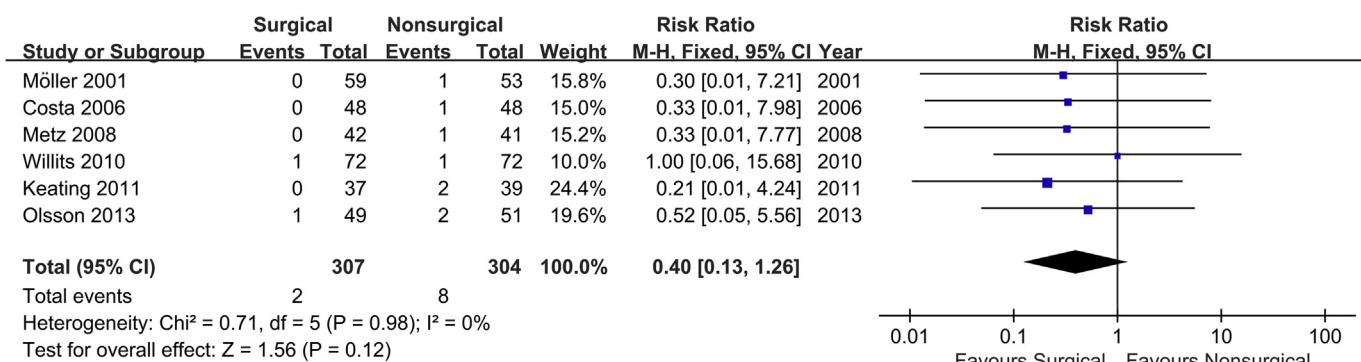 Surgical Nonsurgical Risk Ratio Risk Ratio
Study or Subgroup Events Total Events Total Weight M-H, Fixed, 95% CI Year M-H, Fixed, 95% CI
Möller 2001 0 59 1 53 15.8% 0.30 [0.01, 7.21] 2001
Costa 2006 0 48 1 48 15.0% 0.33 [0.01, 7.98] 2006
Metz 2008 0 42 1 41 15.2% 0.33 [0.01, 7.77] 2008
Willits 2010 1 72 1 72 10.0% 1.00 [0.06, 15.68] 2010
Keating 2011 0 37 2 39 24.4% 0.21 [0.01, 4.24] 2011
Olsson 2013 1 49 2 51 19.6% 0.52 [0.05, 5.56] 2013
Total (95% CI) 307 304 100.0% 0.40 [0.13, 1.26]
Total events 2 8
Heterogeneity: Chi² = 0.71, df = 5 (P = 0.98); I² = 0%
Test for overall effect: Z = 1.56 (P = 0.12)
0.01 0.1 1 10 100
Favours Surgical Favours Nonsurgical